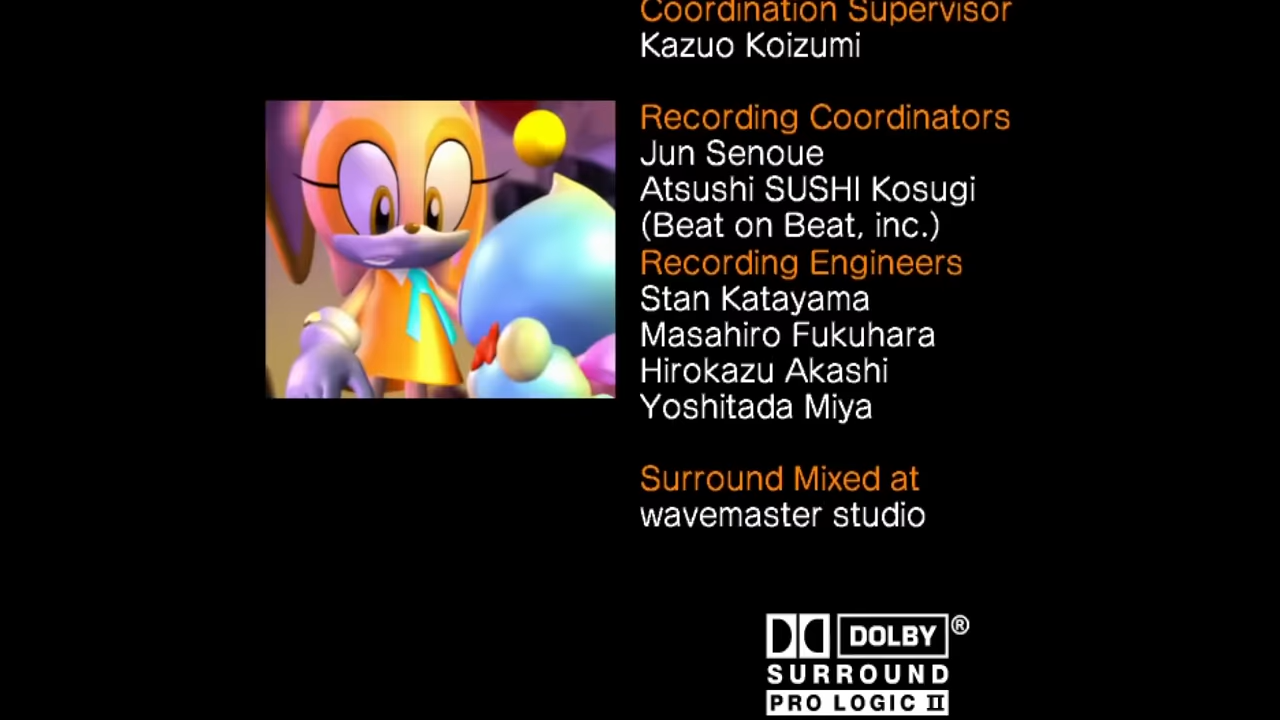 Coordination Supervisor
Kazuo Koizumi
Recording Coordinators
Jun Senoue
Atsushi SUSHI Kosugi
(Beat on Beat, inc.)
Recording Engineers
Stan Katayama
Masahiro Fukuhara
Hirokazu Akashi
Yoshitada Miya
Surround Mixed at
wavemaster studio
DOLBY®
SURROUND
PRO LOGIC II